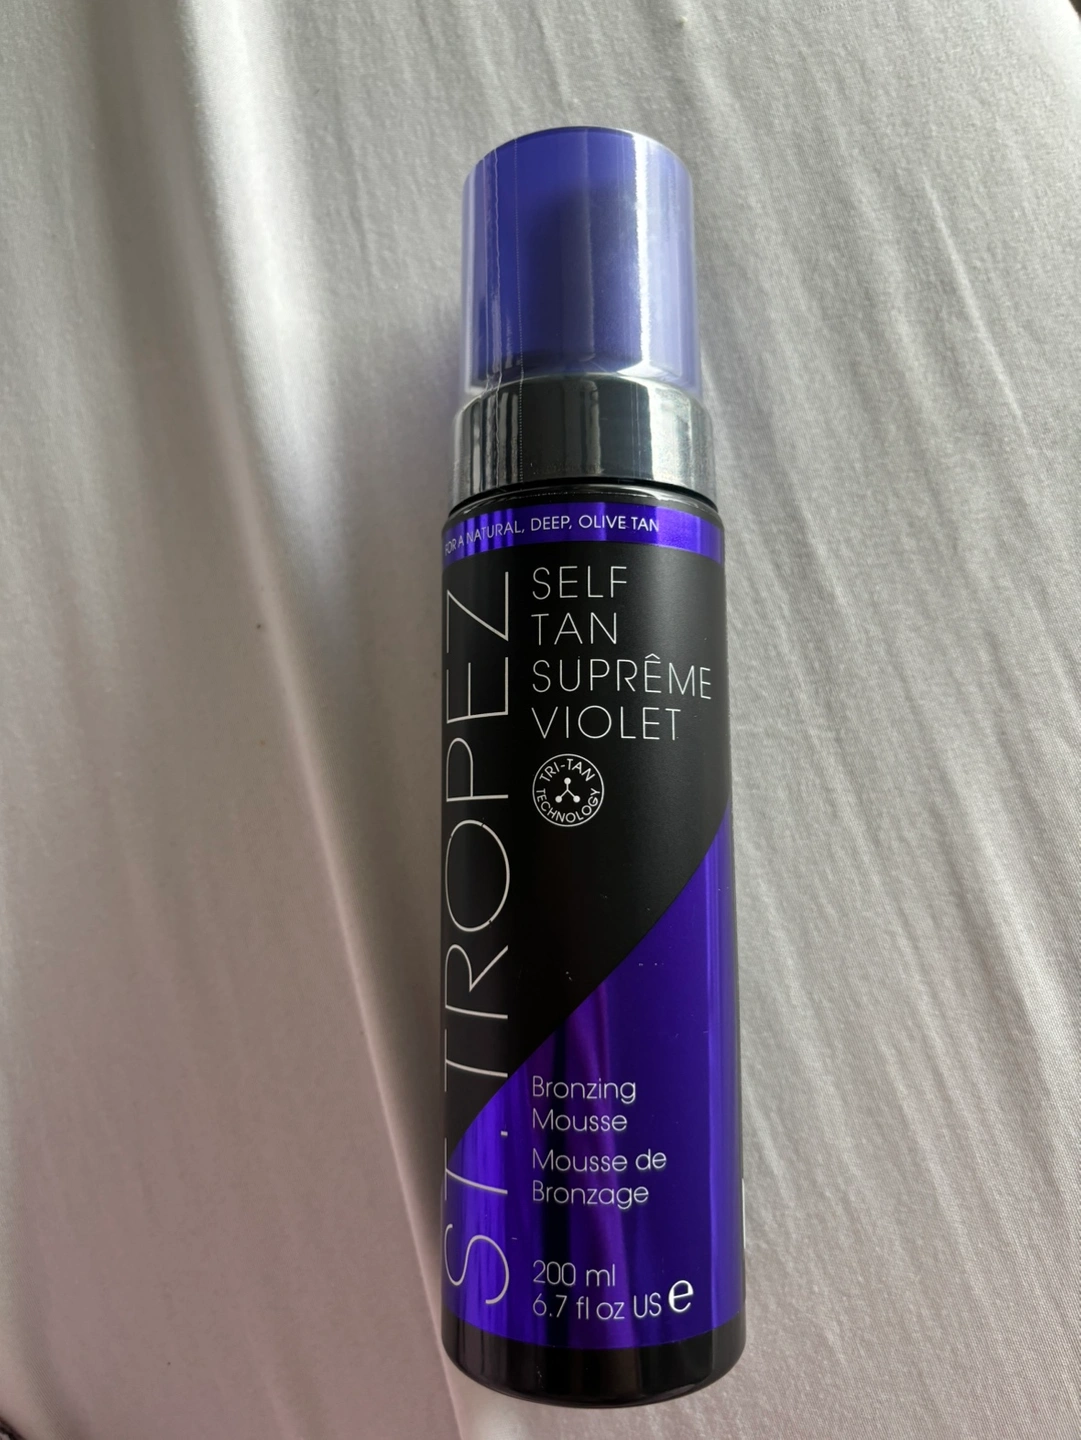 FOR A NATURAL, DEEP, OLIVE TAN
ST. TROPEZ
SELF
TAN
SUPRÊME
VIOLET
TRI-TAN
TECHNOLOGY
Bronzing
Mousse
Mousse de
Bronzage
200 ml
6.7 fl oz US e